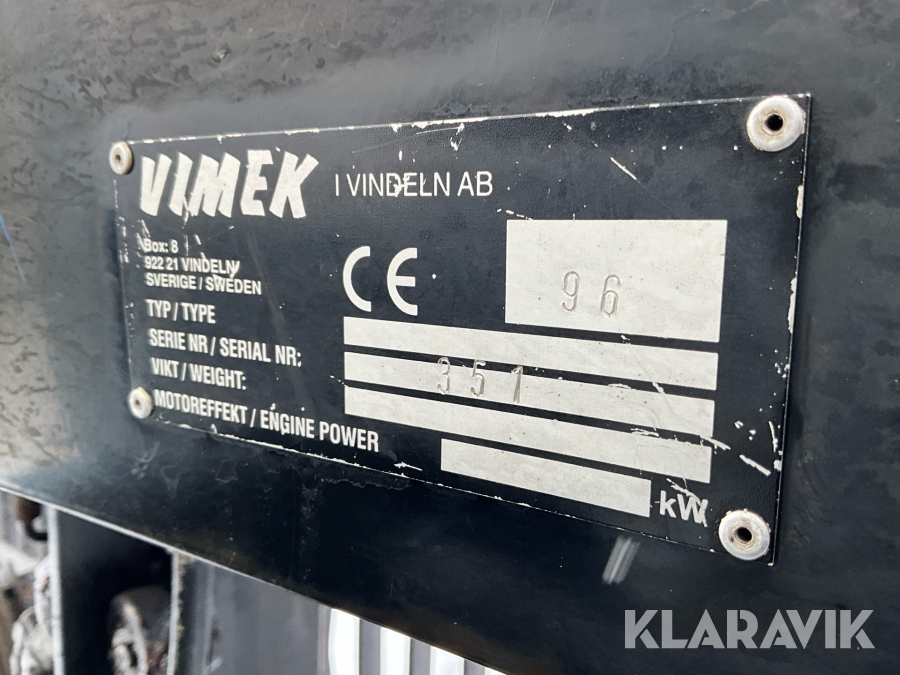 VIMEK I VINDELN AB
Box: 8
922 21 VINDELN
SVERIGE / SWEDEN
CE
96
TYP / TYPE
SERIE NR / SERIAL NR:
351
VIKT / WEIGHT:
MOTOREFFEKT / ENGINE POWER
kW
KLARAVIK